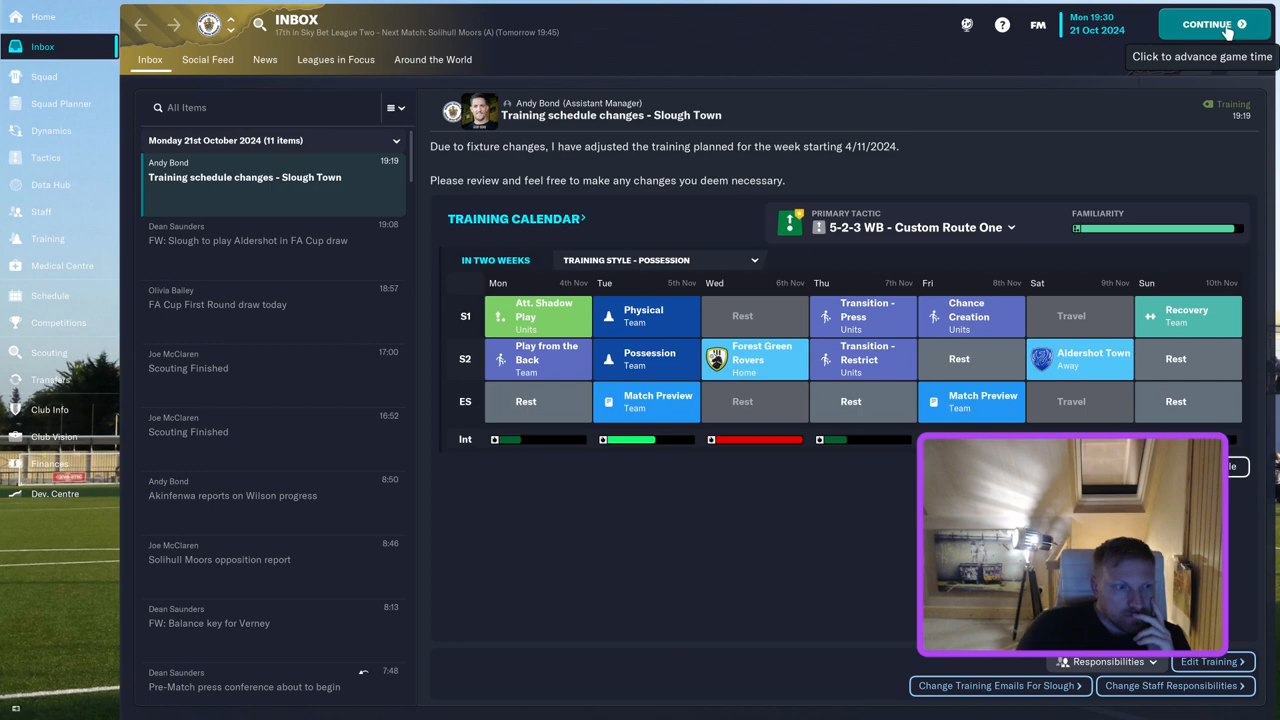 Home
Inbox
Squad
Squad Planner
Dynamics
Tactics
Data Hub
Staff
Training
Medical Centre
Schedule
Competitions
Scouting
Transfers
Club Info
Club Vision
Finances
Dev. Centre
INBOX
17th in Sky Bet League Two - Next Match: Solihull Moors (A) (Tomorrow 19:45)
? FM
Mon 19:30
21 Oct 2024
CONTINUE
Click to advance game time
Inbox Social Feed News Leagues in Focus Around the World
All Items
Monday 21st October 2024 (11 items)
Andy Bond 19:19
Training schedule changes - Slough Town
Dean Saunders 19:08
FW: Slough to play Aldershot in FA Cup draw
Olivia Bailey 18:57
FA Cup First Round draw today
Joe McClaren 17:00
Scouting Finished
Joe McClaren 16:52
Scouting Finished
Andy Bond 8:50
Akinfenwa reports on Wilson progress
Joe McClaren 8:46
Solihull Moors opposition report
Dean Saunders 8:13
FW: Balance key for Verney
Dean Saunders 7:48
Pre-Match press conference about to begin
Andy Bond (Assistant Manager)
Training schedule changes - Slough Town
Training
19:19
Due to fixture changes, I have adjusted the training planned for the week starting 4/11/2024.
Please review and feel free to make any changes you deem necessary.
TRAINING CALENDAR
PRIMARY TACTIC
5-2-3 WB - Custom Route One
FAMILIARITY
IN TWO WEEKS TRAINING STYLE - POSSESSION
Mon 4th Nov Tue 5th Nov Wed 6th Nov Thu 7th Nov Fri 8th Nov Sat 9th Nov Sun 10th Nov
S1
Att. Shadow Play
Units
Physical
Team
Rest
Transition - Press
Units
Chance Creation
Units
Travel
Recovery
Team
S2
Play from the Back
Team
Possession
Team
Forest Green Rovers
Home
Transition - Restrict
Units
Rest
Aldershot Town
Away
Rest
ES
Rest
Match Preview
Team
Rest
Rest
Match Preview
Team
Travel
Rest
Int
Responsibilities
Edit Training
Change Training Emails For Slough
Change Staff Responsibilities